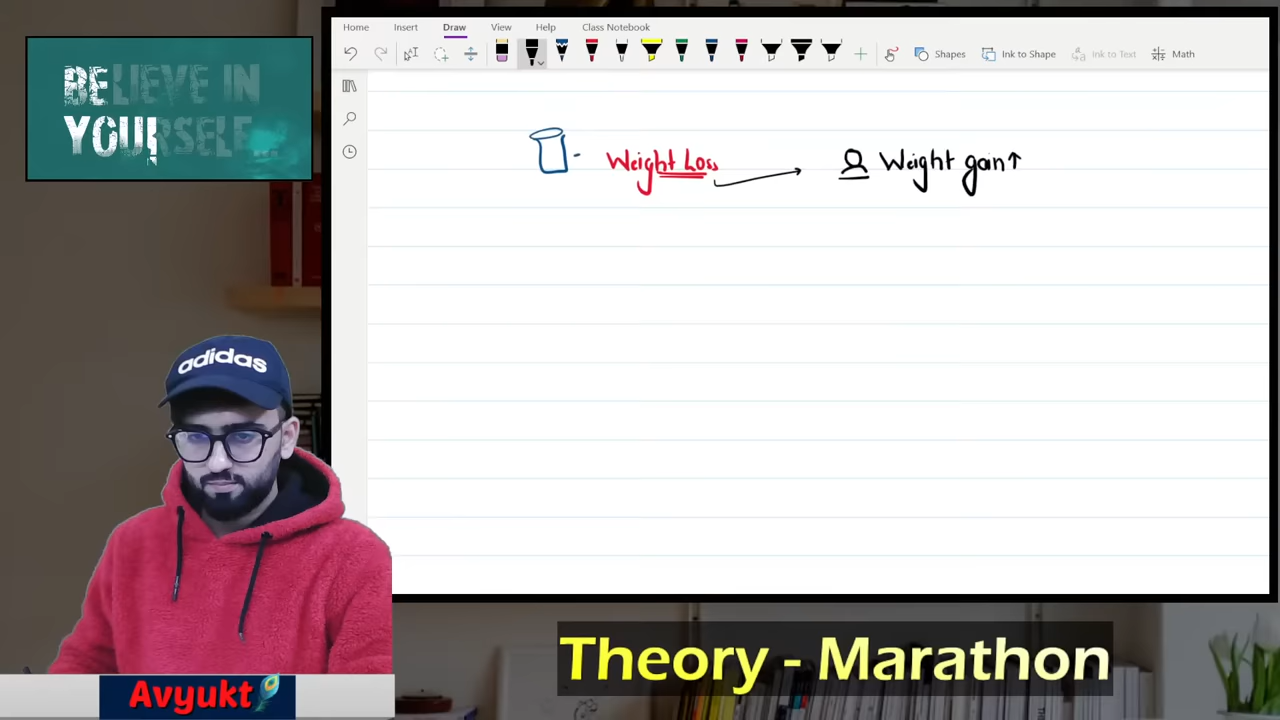 Home Insert Draw View Help Class Notebook
Shapes Ink to Shape Ink to Text Math
BELIEVE IN
YOURSELF...
Weight Loss Weight gain↑
adidas
Theory - Marathon
Avyukt